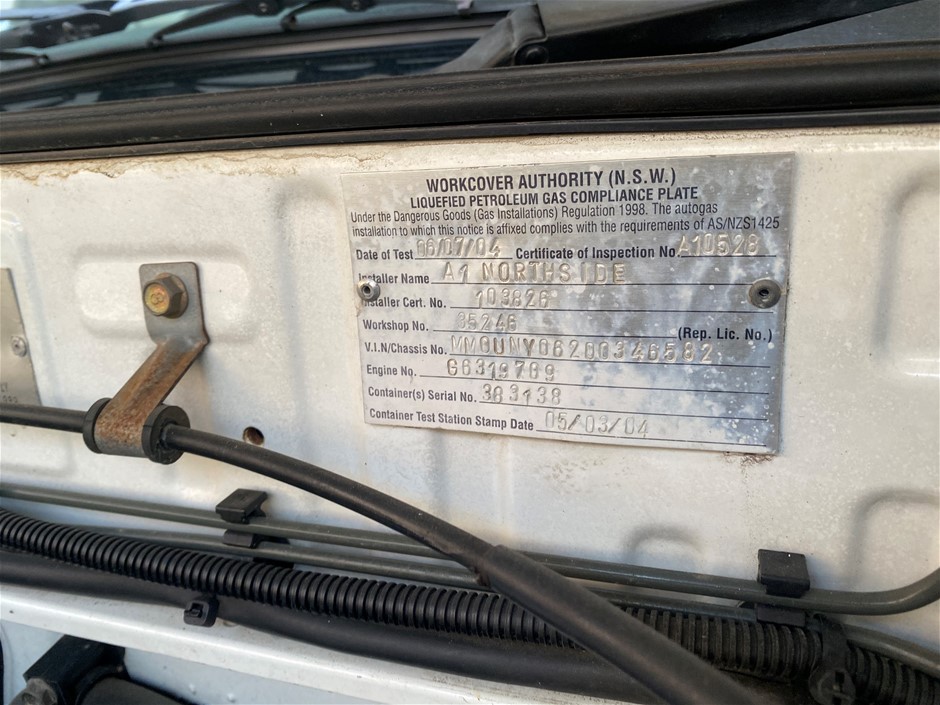 WORKCOVER AUTHORITY (N.S.W.)
LIQUEFIED PETROLEUM GAS COMPLIANCE PLATE
Under the Dangerous Goods (Gas Installations) Regulation 1998. The autogas
installation to which this notice is affixed complies with the requirements of AS/NZS1425
Date of Test 06/07/04 Certificate of Inspection No. A10528
Installer Name A1 NORTHSIDE
Installer Cert. No. 103826
Workshop No. 35246 (Rep. Lic. No.)
V.I.N/Chassis No.
Engine No. G6319709
Container(s) Serial No. 363138
Container Test Station Stamp Date 05/03/04